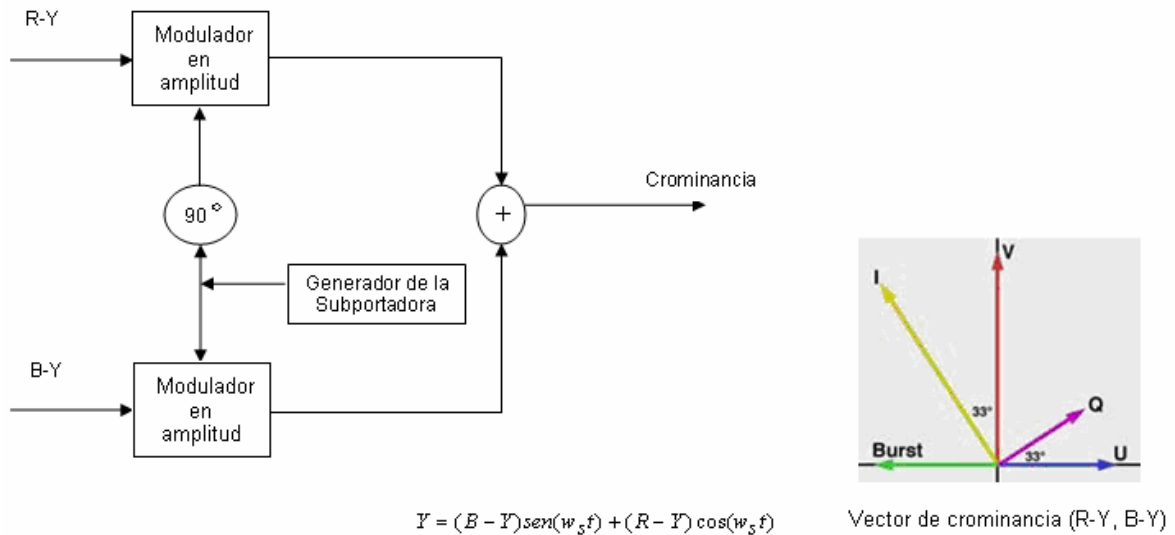 R-Y
Modulador
en
amplitud
Crominancia
90°
+
Generador de la
Subportadora
B-Y
Modulador
en
amplitud
V
I
33°
Q
Burst
33°
U
Y = (B - Y)sen(w_S t) + (R - Y) cos(w_S t)
Vector de crominancia (R-Y, B-Y)